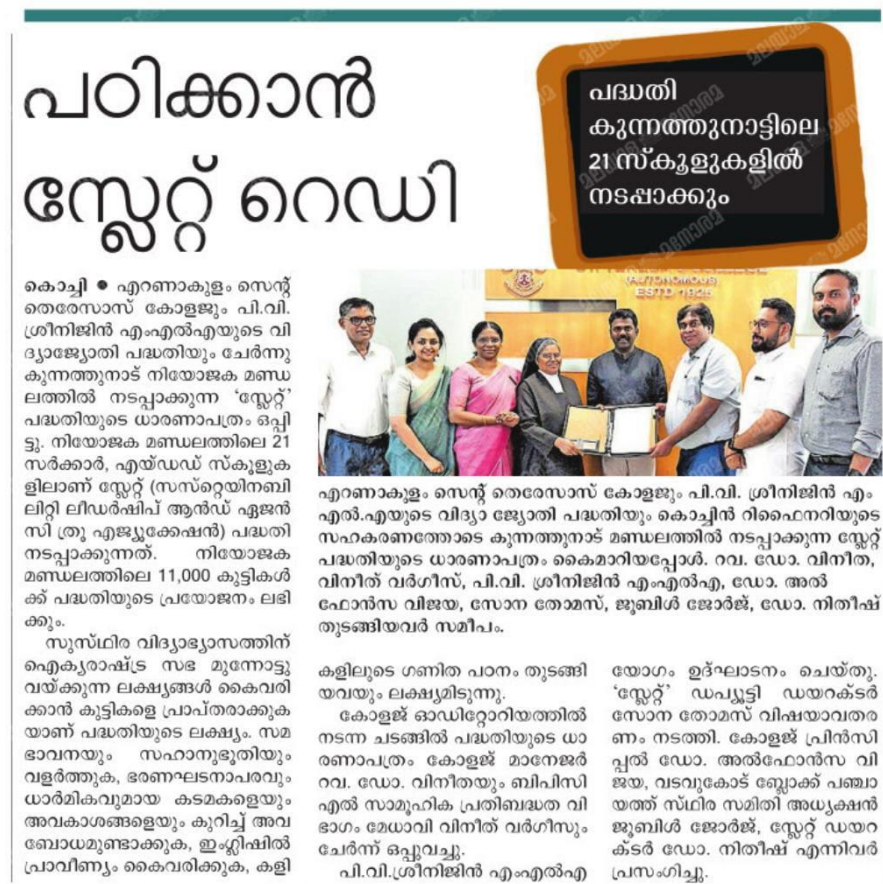 പഠിക്കാൻ
സ്ലേറ്റ് റെഡി
പദ്ധതി
കുന്നത്തുനാട്ടിലെ
21 സ്കൂളുകളിൽ
നടപ്പാക്കും
കൊച്ചി ● എറണാകുളം സെന്റ്
തെരേസാസ് കോളജും പി.വി.
ശ്രീനിജിൻ എംഎൽഎയുടെ വി
ദ്യാജ്യോതി പദ്ധതിയും ചേർന്നു
കുന്നത്തുനാട് നിയോജക മണ്ഡ
ലത്തിൽ നടപ്പാക്കുന്ന ‘സ്ലേറ്റ്’
പദ്ധതിയുടെ ധാരണാപത്രം ഒപ്പി
ട്ടു. നിയോജക മണ്ഡലത്തിലെ 21
സർക്കാർ, എയ്ഡഡ് സ്കൂളുക
ളിലാണ് സ്ലേറ്റ് (സസ്റ്റെയിനബി
ലിറ്റി ലീഡർഷിപ് ആൻഡ് ഏജൻ
സി ത്രൂ എജ്യൂക്കേഷൻ) പദ്ധതി
നടപ്പാക്കുന്നത്. നിയോജക
മണ്ഡലത്തിലെ 11,000 കുട്ടികൾ
ക്ക് പദ്ധതിയുടെ പ്രയോജനം ലഭി
ക്കും.
സുസ്ഥിര വിദ്യാഭ്യാസത്തിന്
ഐക്യരാഷ്ട്ര സഭ മുന്നോട്ടു
വയ്ക്കുന്ന ലക്ഷ്യങ്ങൾ കൈവരി
ക്കാൻ കുട്ടികളെ പ്രാപ്തരാക്കുക
യാണ് പദ്ധതിയുടെ ലക്ഷ്യം. സമ
ഭാവനയും സഹാനുഭൂതിയും
വളർത്തുക, ഭരണഘടനാപരവും
ധാർമികവുമായ കടമകളെയും
അവകാശങ്ങളെയും കുറിച്ച് അവ
ബോധമുണ്ടാക്കുക, ഇംഗ്ലിഷിൽ
പ്രാവീണ്യം കൈവരിക്കുക, കളി
(AUTONOMOUS)
ESTD 1925
എറണാകുളം സെന്റ് തെരേസാസ് കോളജും പി.വി. ശ്രീനിജിൻ എം
എൽ.എയുടെ വിദ്യാ ജ്യോതി പദ്ധതിയും കൊച്ചിൻ റിഫൈനറിയുടെ
സഹകരണത്തോടെ കുന്നത്തുനാട് മണ്ഡലത്തിൽ നടപ്പാക്കുന്ന സ്ലേറ്റ്
പദ്ധതിയുടെ ധാരണാപത്രം കൈമാറിയപ്പോൾ. റവ. ഡോ. വിനീത,
വിനീത് വർഗീസ്, പി.വി. ശ്രീനിജിൻ എംഎൽഎ, ഡോ. അൽ
ഫോൻസ വിജയ, സോന തോമസ്, ജൂബിൾ ജോർജ്, ഡോ. നിതീഷ്
തുടങ്ങിയവർ സമീപം.
കളിലൂടെ ഗണിത പഠനം തുടങ്ങി
യവയും ലക്ഷ്യമിടുന്നു.
കോളജ് ഓഡിറ്റോറിയത്തിൽ
നടന്ന ചടങ്ങിൽ പദ്ധതിയുടെ ധാ
രണാപത്രം കോളജ് മാനേജർ
റവ. ഡോ. വിനീതയും ബിപിസി
എൽ സാമൂഹിക പ്രതിബദ്ധത വി
ഭാഗം മേധാവി വിനീത് വർഗീസും
ചേർന്ന് ഒപ്പുവച്ചു.
പി.വി.ശ്രീനിജിൻ എംഎൽഎ
യോഗം ഉദ്ഘാടനം ചെയ്തു.
‘സ്ലേറ്റ്’ ഡപ്യൂട്ടി ഡയറക്ടർ
സോന തോമസ് വിഷയാവതര
ണം നടത്തി. കോളജ് പ്രിൻസി
പ്പൽ ഡോ. അൽഫോൻസ വി
ജയ, വടവുകോട് ബ്ലോക്ക് പഞ്ചാ
യത്ത് സ്ഥിര സമിതി അധ്യക്ഷൻ
ജൂബിൾ ജോർജ്, സ്ലേറ്റ് ഡയറ
ക്ടർ ഡോ. നിതീഷ് എന്നിവർ
പ്രസംഗിച്ചു.